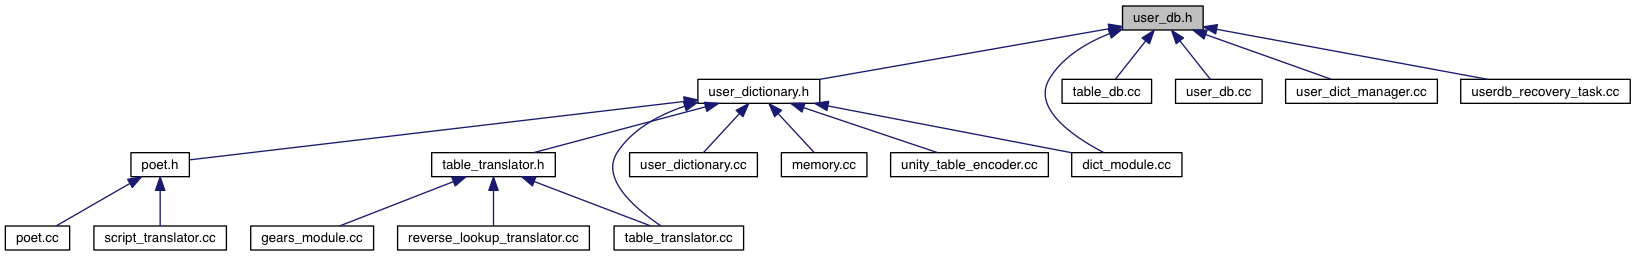 user_db.h
user_dictionary.h
table_db.cc
user_db.cc
user_dict_manager.cc
userdb_recovery_task.cc
poet.h
table_translator.h
user_dictionary.cc
memory.cc
unity_table_encoder.cc
dict_module.cc
poet.cc
script_translator.cc
gears_module.cc
reverse_lookup_translator.cc
table_translator.cc